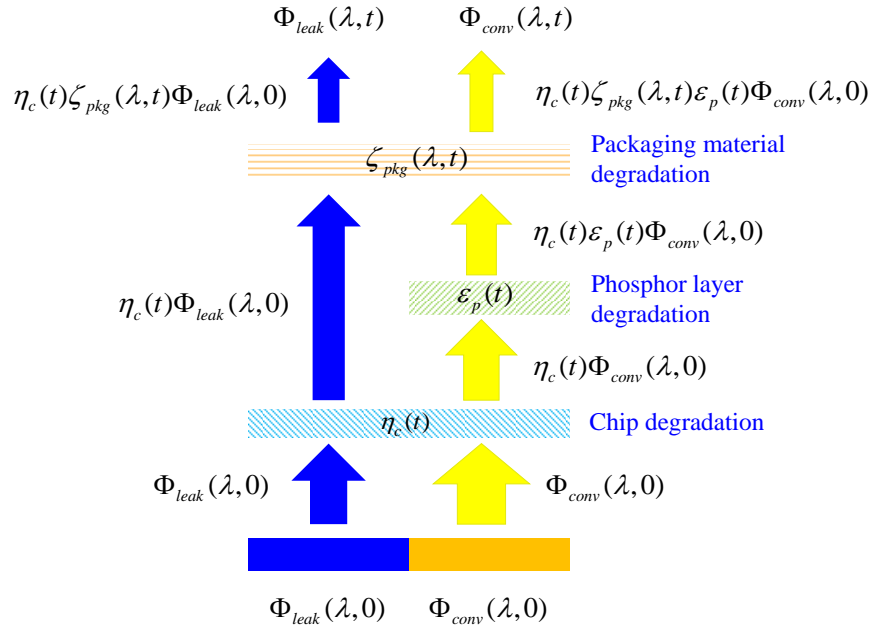 Φ_leak(λ,t) Φ_conv(λ,t)
η_c(t)ζ_pkg(λ,t)Φ_leak(λ,0) η_c(t)ζ_pkg(λ,t)ε_p(t)Φ_conv(λ,0)
ζ_pkg(λ,t)
Packaging material
degradation
η_c(t)ε_p(t)Φ_conv(λ,0)
η_c(t)Φ_leak(λ,0)
ε_p(t)
Phosphor layer
degradation
η_c(t)Φ_conv(λ,0)
η_c(t)
Chip degradation
Φ_leak(λ,0) Φ_conv(λ,0)
Φ_leak(λ,0) Φ_conv(λ,0)